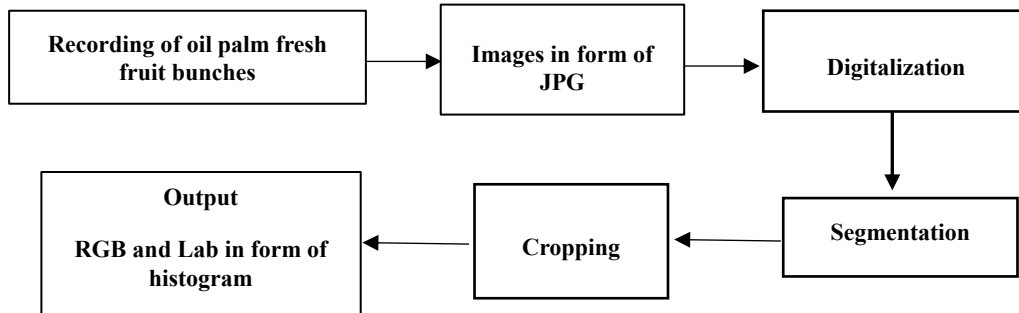 Recording of oil palm fresh
fruit bunches
Images in form of
JPG
Digitalization
Segmentation
Cropping
Output
RGB and Lab in form of
histogram